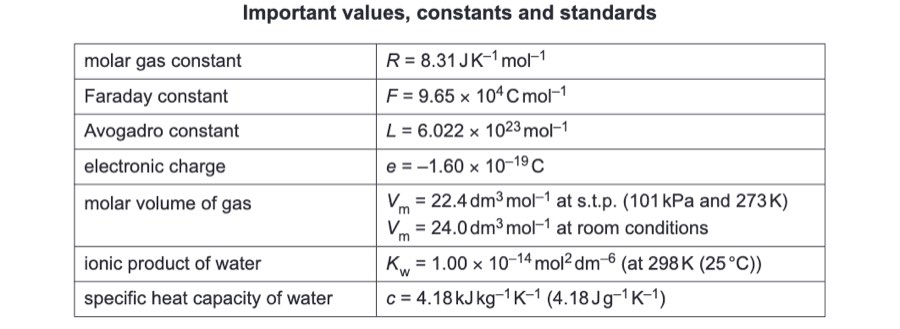 Important values, constants and standards
molar gas constant R = 8.31 J K⁻¹ mol⁻¹
Faraday constant F = 9.65 × 10⁴ C mol⁻¹
Avogadro constant L = 6.022 × 10²³ mol⁻¹
electronic charge e = −1.60 × 10⁻¹⁹ C
molar volume of gas Vₘ = 22.4 dm³ mol⁻¹ at s.t.p. (101 kPa and 273 K)
Vₘ = 24.0 dm³ mol⁻¹ at room conditions
ionic product of water K_w = 1.00 × 10⁻¹⁴ mol² dm⁻⁶ (at 298 K (25 °C))
specific heat capacity of water c = 4.18 kJ kg⁻¹ K⁻¹ (4.18 J g⁻¹ K⁻¹)